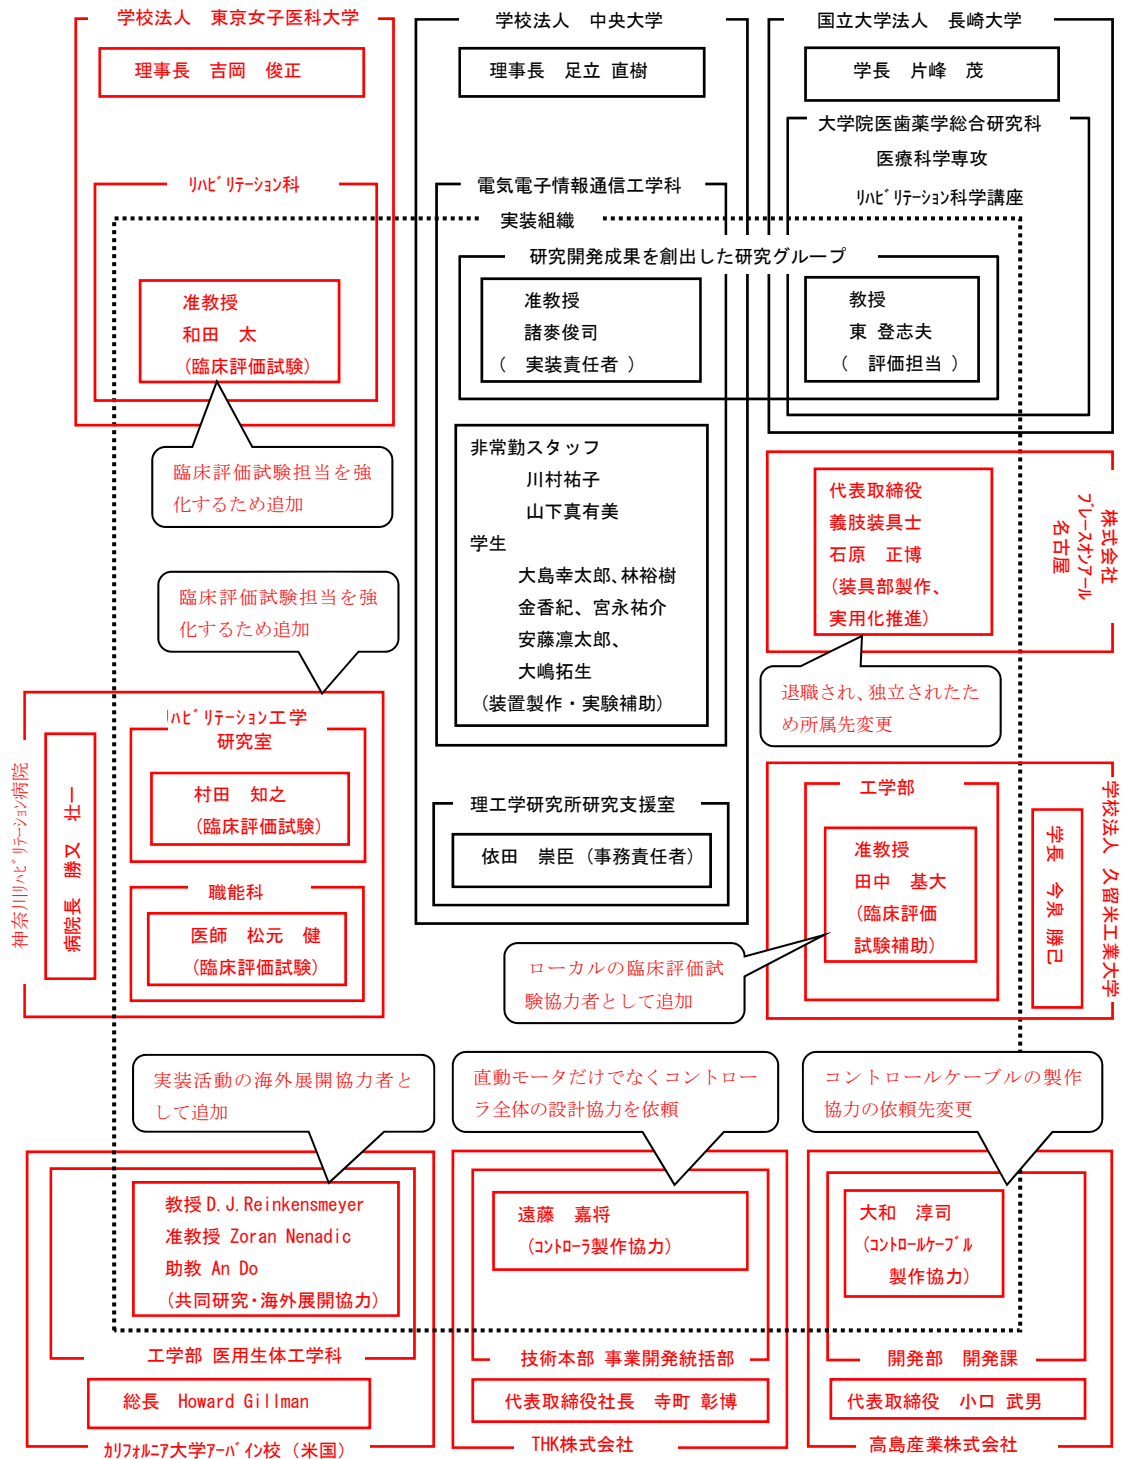 学校法人　東京女子医科大学
理事長　吉岡　俊正
ﾘﾊﾋﾞﾘﾃｰｼｮﾝ科
准教授
和田　太
(臨床評価試験)
臨床評価試験担当を強
化するため追加
学校法人　中央大学
理事長　足立 直樹
電気電子情報通信工学科
実装組織
研究開発成果を創出した研究グループ
准教授
諸麥俊司
(　実装責任者 )
非常勤スタッフ
川村祐子
山下真有美
学生
大島幸太郎、林裕樹
金香紀、宮永祐介
安藤凛太郎、
大嶋拓生
(装置製作・実験補助)
理工学研究所研究支援室
依田　崇臣 (事務責任者)
国立大学法人　長崎大学
学長　片峰　茂
大学院医歯薬学総合研究科
医療科学専攻
ﾘﾊﾋﾞﾘﾃｰｼｮﾝ科学講座
教授
東 登志夫
(　評価担当 )
代表取締役
義肢装具士
石原　正博
(装具部製作、
実用化推進)
株式会社
ﾌﾞﾚｰｽｵﾝｱｰﾙ
名古屋
退職され、独立されたた
め所属先変更
臨床評価試験担当を強
化するため追加
神奈川ﾘﾊﾋﾞﾘﾃｰｼｮﾝ病院
病院長　勝又　壮一
ﾘﾊﾋﾞﾘﾃｰｼｮﾝ工学
研究室
村田　知之
(臨床評価試験)
職能科
医師　松元　健
(臨床評価試験)
学校法人　久留米工業大学
学長　今泉　勝己
工学部
准教授
田中　基大
(臨床評価
試験補助)
ローカルの臨床評価試
験協力者として追加
実装活動の海外展開協力者と
して追加
教授 D.J.Reinkensmeyer
准教授 Zoran Nenadic
助教 An Do
(共同研究・海外展開協力)
工学部 医用生体工学科
総長　Howard Gillman
ｶﾘﾌｫﾙﾆｱ大学ｱｰﾊﾞｲﾝ校（米国）
直動モータだけでなくコントロー
ラ全体の設計協力を依頼
遠藤　嘉将
(ｺﾝﾄﾛｰﾗ製作協力)
技術本部 事業開発統括部
代表取締役社長　寺町 彰博
THK株式会社
コントロールケーブルの製作
協力の依頼先変更
大和　淳司
(ｺﾝﾄﾛｰﾙｹｰﾌﾞﾙ
製作協力)
開発部　開発課
代表取締役　小口 武男
高島産業株式会社